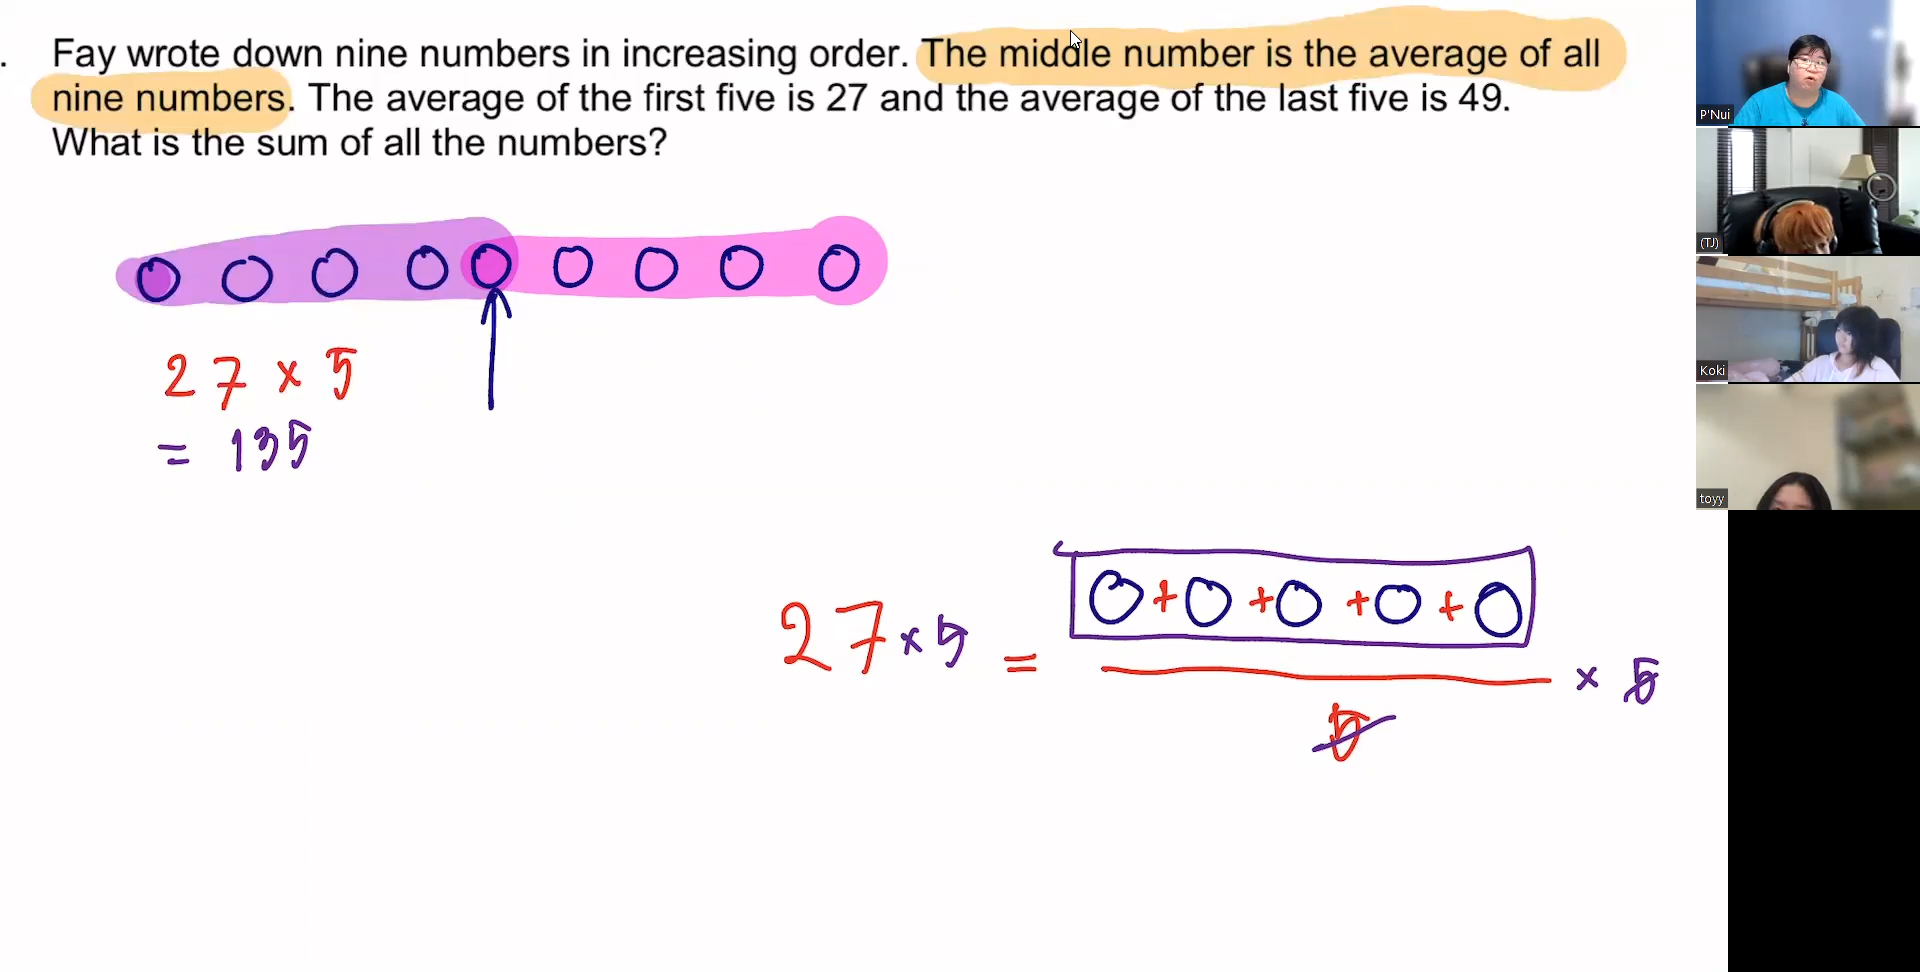 . Fay wrote down nine numbers in increasing order. The middle number is the average of all
nine numbers. The average of the first five is 27 and the average of the last five is 49.
What is the sum of all the numbers?
27 × 5
= 135
27 × 5 = O + O + O + O + O × 5
5
P'Nui
(TJ)
Koki
toyy